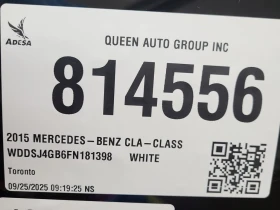 ADESA
QUEEN AUTO GROUP INC
814556
2015 MERCEDES-BENZ CLA-CLASS
WDDSJ4GB6FN181398 WHITE
Toronto
09/25/2025 09:19:25 NS